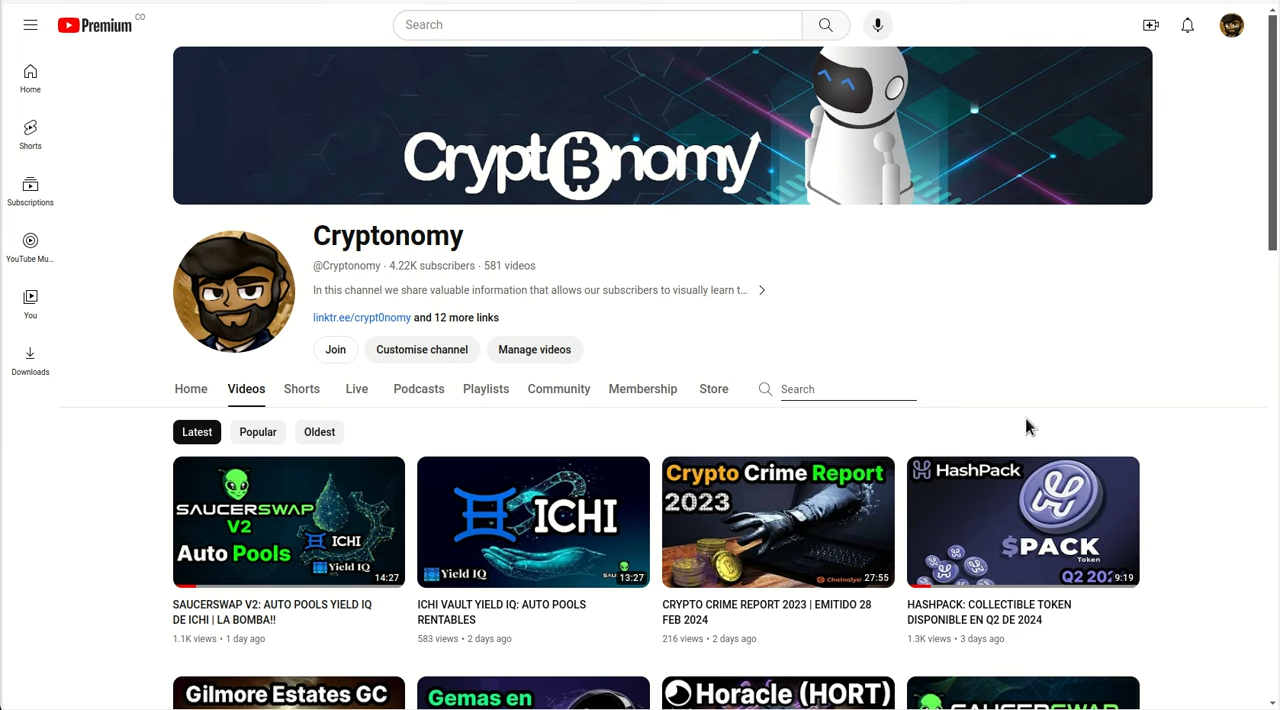 Premium CO
Search
Home
Shorts
Subscriptions
YouTube Mu...
You
Downloads
Crypt₿nomy
Cryptonomy
@Cryptonomy · 4.22K subscribers · 581 videos
In this channel we share valuable information that allows our subscribers to visually learn t...
linktr.ee/crypt0nomy and 12 more links
Join Customise channel Manage videos
Home Videos Shorts Live Podcasts Playlists Community Membership Store Search
Latest Popular Oldest
SAUCERSWAP
V2
Auto Pools
ICHI
Yield IQ
14:27
SAUCERSWAP V2: AUTO POOLS YIELD IQ
DE ICHI | LA BOMBA!!
1.1K views • 1 day ago
ICHI
Yield IQ
13:27
ICHI VAULT YIELD IQ: AUTO POOLS
RENTABLES
583 views • 2 days ago
Crypto Crime Report
2023
Chainalysis
27:55
CRYPTO CRIME REPORT 2023 | EMITIDO 28
FEB 2024
216 views • 2 days ago
HashPack
$PACK
Token
Q2 202
9:19
HASHPACK: COLLECTIBLE TOKEN
DISPONIBLE EN Q2 DE 2024
1.3K views • 3 days ago
Gilmore Estates GC
Gemas en
Horacle (HORT)
SAUCERSWAP